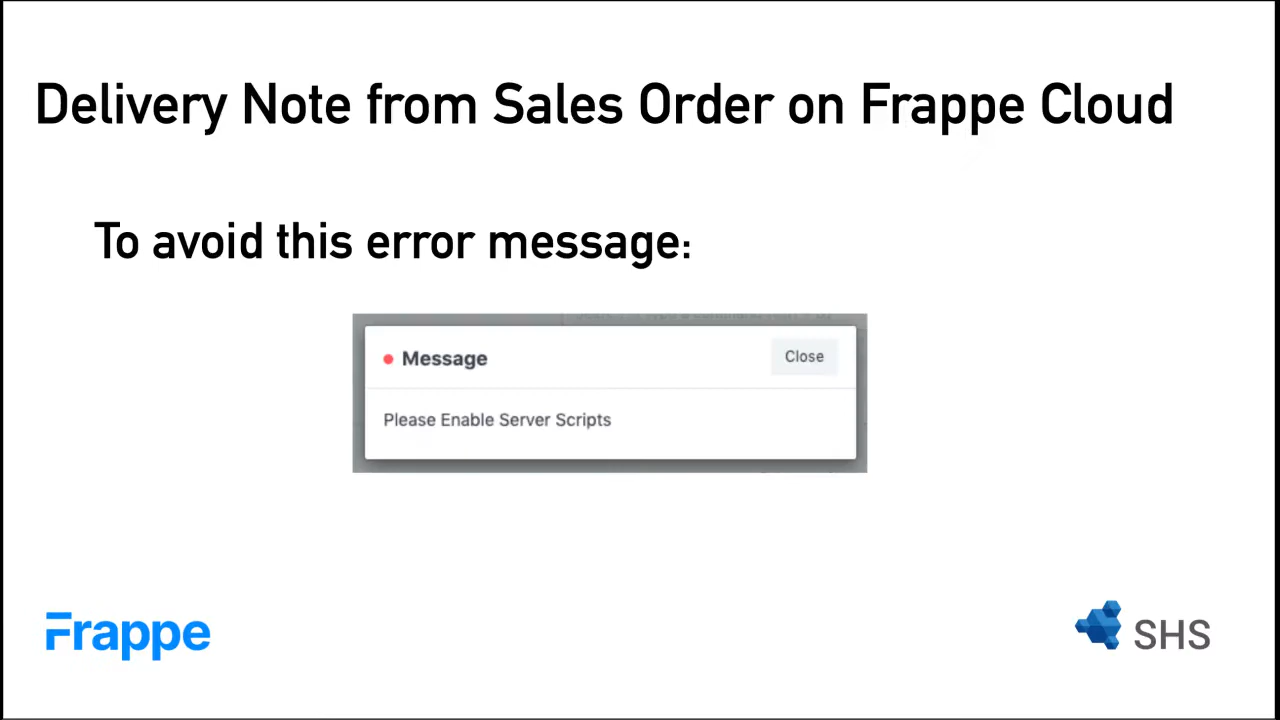 Delivery Note from Sales Order on Frappe Cloud
To avoid this error message:
Message
Close
Please Enable Server Scripts
Frappe
SHS